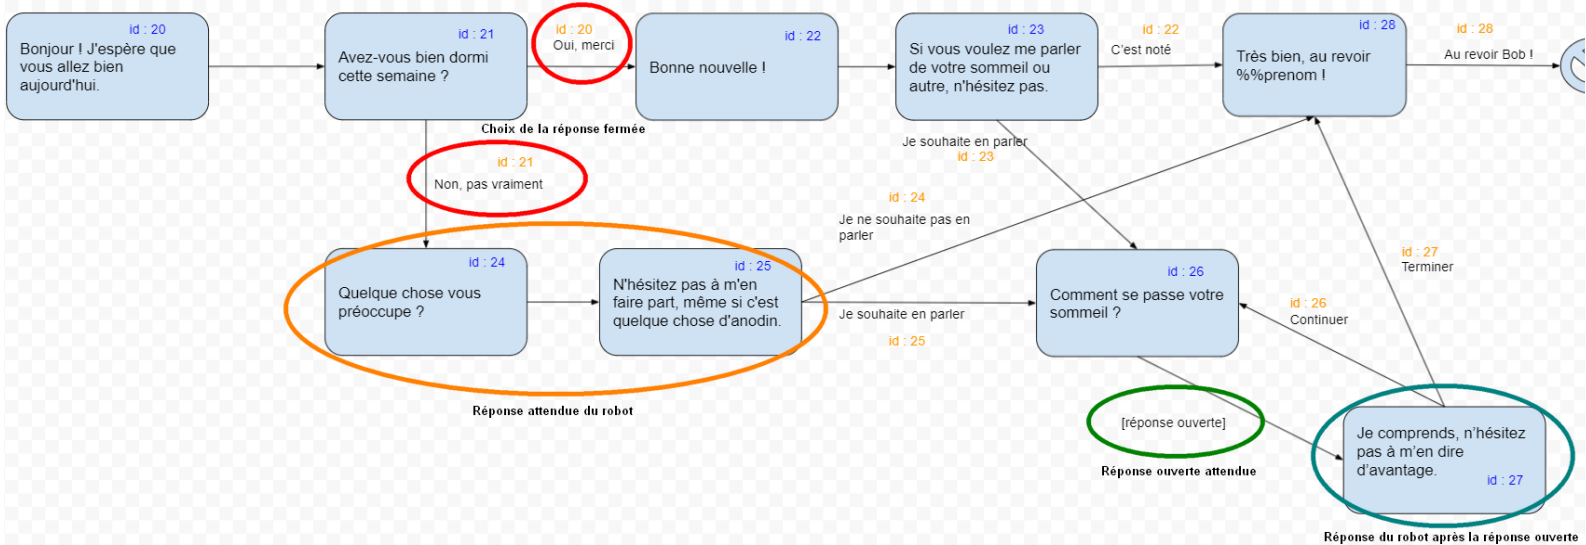 id : 20
Bonjour ! J'espère que
vous allez bien
aujourd'hui.
id : 21
Avez-vous bien dormi
cette semaine ?
id : 20
Oui, merci
id : 22
Bonne nouvelle !
id : 23
Si vous voulez me parler
de votre sommeil ou
autre, n'hésitez pas.
id : 22
C'est noté
id : 28
Très bien, au revoir
%%prenom !
id : 28
Au revoir Bob !
Choix de la réponse fermée
id : 21
Non, pas vraiment
Je souhaite en parler
id : 23
id : 24
Je ne souhaite pas en
parler
id : 24
Quelque chose vous
préoccupe ?
id : 25
N'hésitez pas à m'en
faire part, même si c'est
quelque chose d'anodin.
Je souhaite en parler
id : 25
id : 26
Comment se passe votre
sommeil ?
id : 27
Terminer
id : 26
Continuer
Réponse attendue du robot
[réponse ouverte]
Réponse ouverte attendue
Je comprends, n'hésitez
pas à m'en dire
d'avantage.
id : 27
Réponse du robot après la réponse ouverte